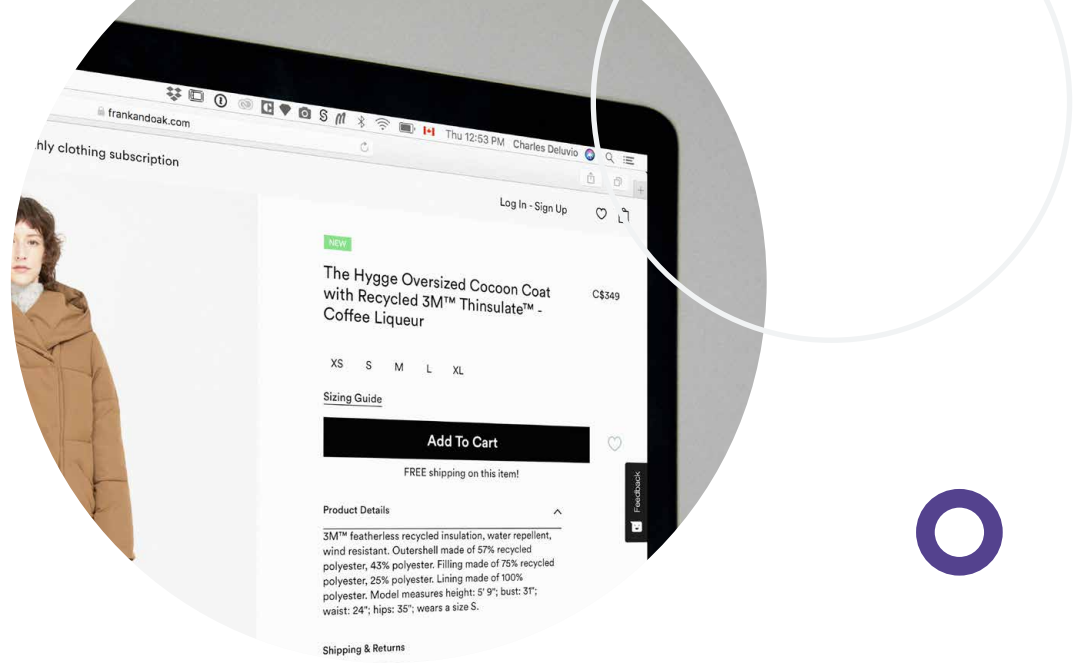 frankandoak.com
Thu 12:53 PM Charles Deluvio
hly clothing subscription
Log In - Sign Up
NEW
The Hygge Oversized Cocoon Coat
with Recycled 3M™ Thinsulate™ -
Coffee Liqueur
C$349
XS S M L XL
Sizing Guide
Add To Cart
FREE shipping on this item!
Feedback
Product Details
3M™ featherless recycled insulation, water repellent,
wind resistant. Outershell made of 57% recycled
polyester, 43% polyester. Filling made of 75% recycled
polyester, 25% polyester. Lining made of 100%
polyester. Model measures height: 5' 9"; bust: 31";
waist: 24"; hips: 35"; wears a size S.
Shipping & Returns